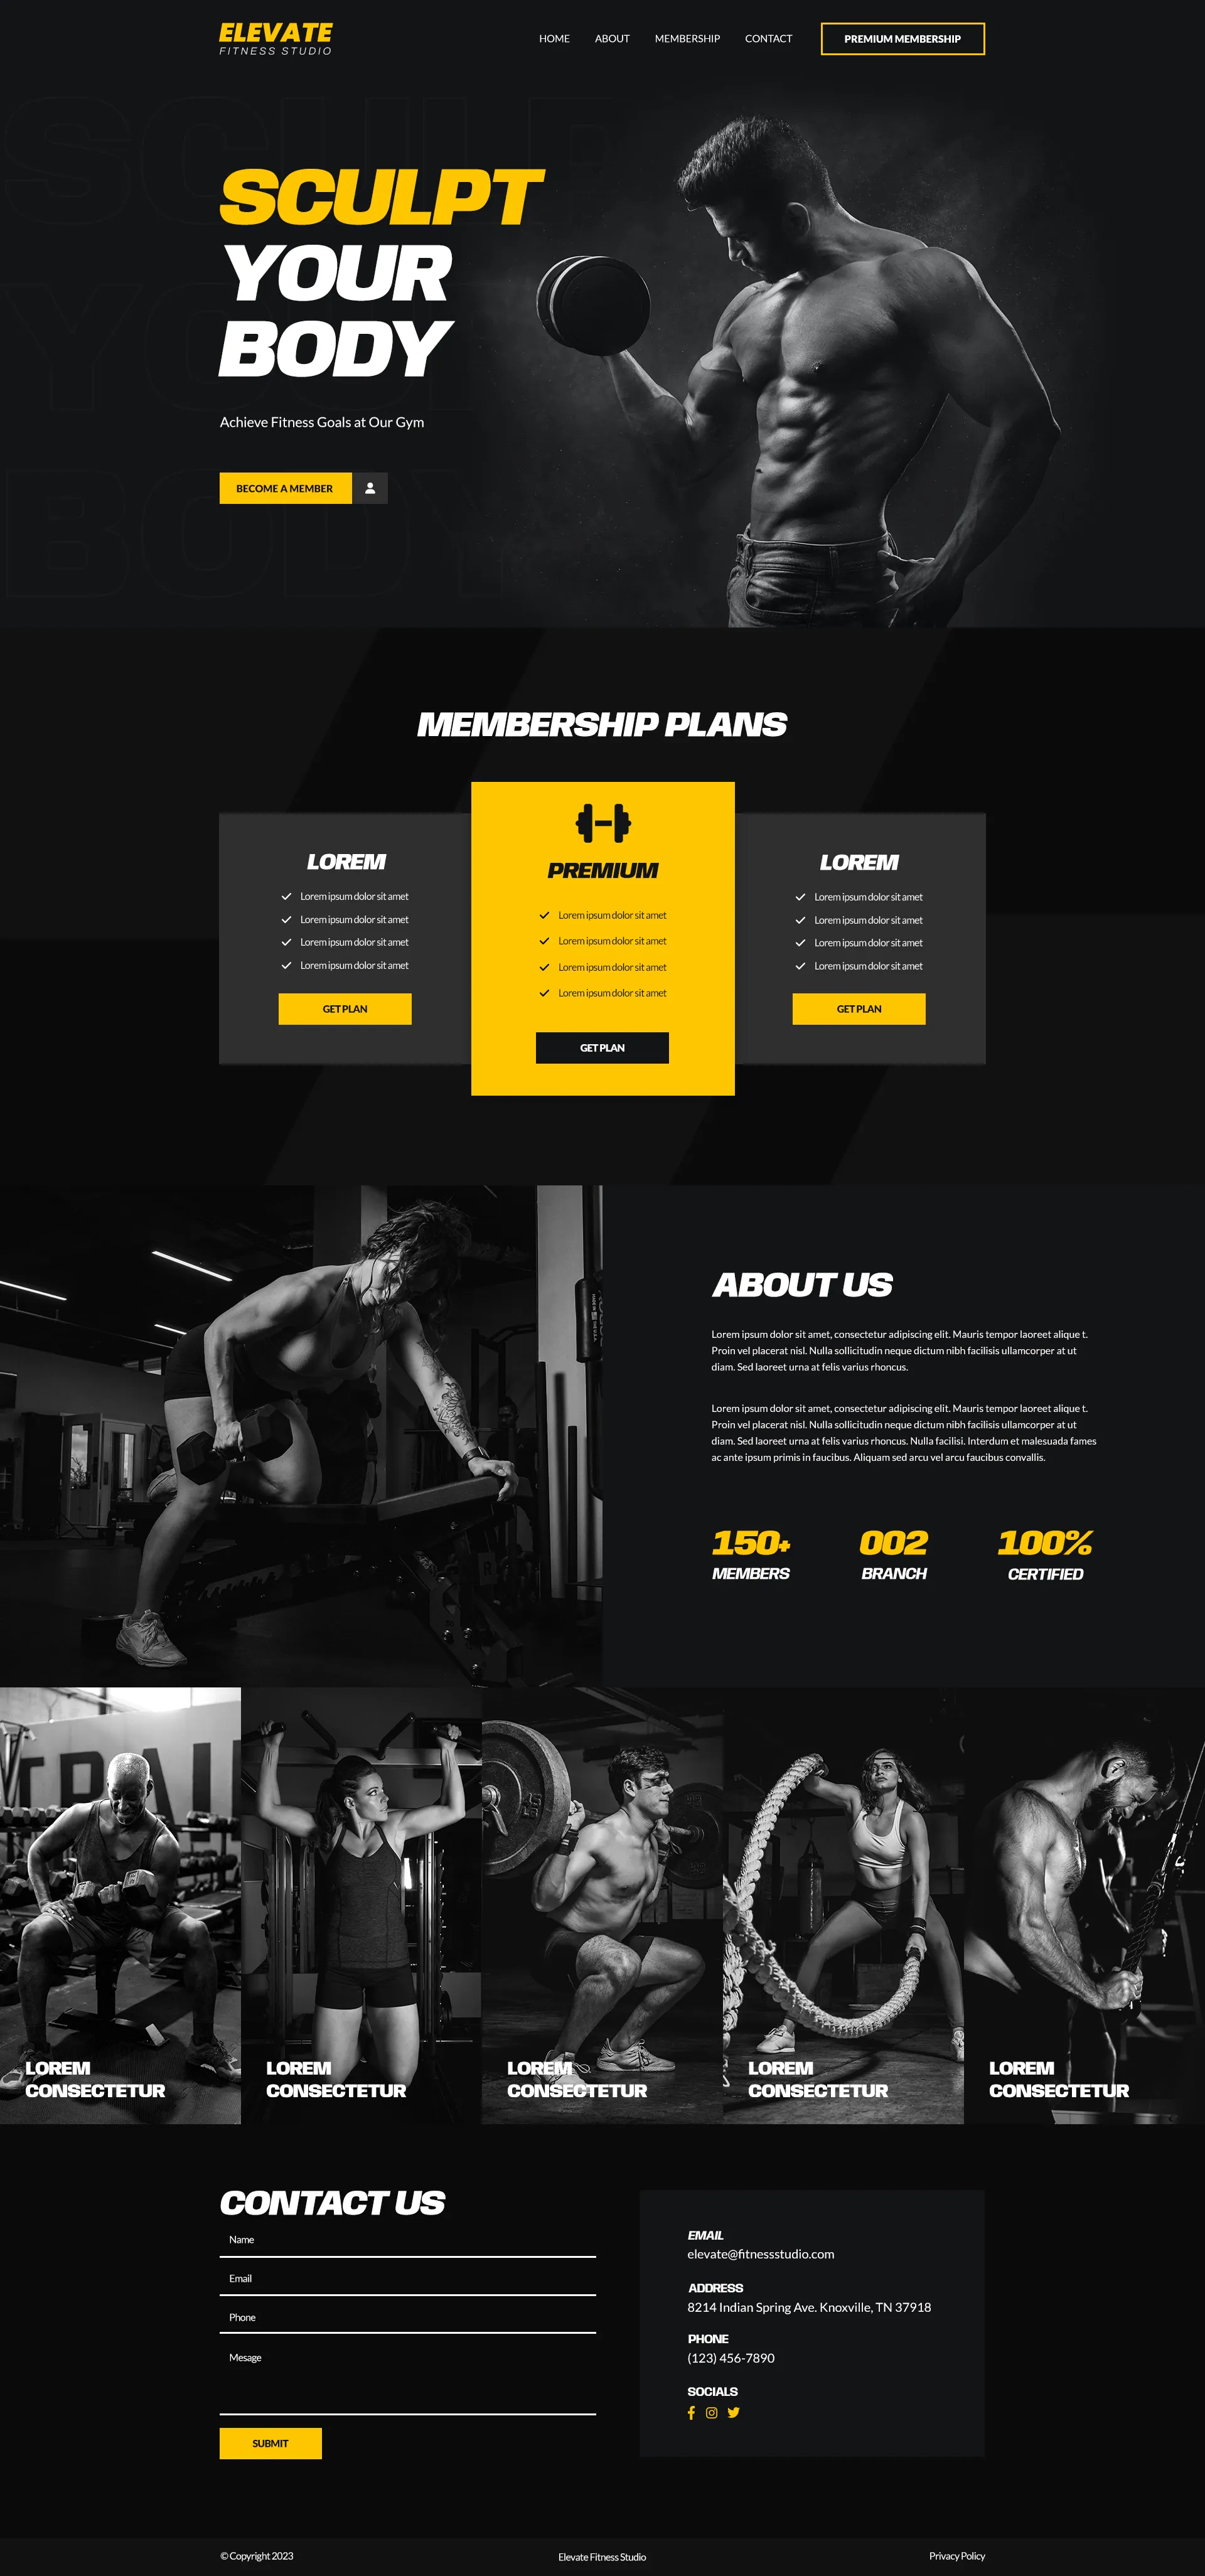 ELEVATE
FITNESS STUDIO
HOME
ABOUT
MEMBERSHIP
CONTACT
PREMIUM MEMBERSHIP
SCULPT
YOUR
BODY
SCULPT
YOUR
BODY
Achieve Fitness Goals at Our Gym
BECOME A MEMBER
MEMBERSHIP PLANS
LOREM
Lorem ipsum dolor sit amet
Lorem ipsum dolor sit amet
Lorem ipsum dolor sit amet
Lorem ipsum dolor sit amet
GET PLAN
PREMIUM
Lorem ipsum dolor sit amet
Lorem ipsum dolor sit amet
Lorem ipsum dolor sit amet
Lorem ipsum dolor sit amet
GET PLAN
LOREM
Lorem ipsum dolor sit amet
Lorem ipsum dolor sit amet
Lorem ipsum dolor sit amet
Lorem ipsum dolor sit amet
GET PLAN
ABOUT US
Lorem ipsum dolor sit amet, consectetur adipiscing elit. Mauris tempor laoreet alique t.
Proin vel placerat nisl. Nulla sollicitudin neque dictum nibh facilisis ullamcorper at ut
diam. Sed laoreet urna at felis varius rhoncus.
Lorem ipsum dolor sit amet, consectetur adipiscing elit. Mauris tempor laoreet alique t.
Proin vel placerat nisl. Nulla sollicitudin neque dictum nibh facilisis ullamcorper at ut
diam. Sed laoreet urna at felis varius rhoncus. Nulla facilisi. Interdum et malesuada fames
ac ante ipsum primis in faucibus. Aliquam sed arcu vel arcu faucibus convallis.
150+
MEMBERS
002
BRANCH
100%
CERTIFIED
TRAI
LOREM
CONSECTETUR
LOREM
CONSECTETUR
LOREM
CONSECTETUR
LOREM
CONSECTETUR
LOREM
CONSECTETUR
CONTACT US
Name
Email
Phone
Mesage
SUBMIT
EMAIL
elevate@fitnessstudio.com
ADDRESS
8214 Indian Spring Ave. Knoxville, TN 37918
PHONE
(123) 456-7890
SOCIALS
© Copyright 2023
Elevate Fitness Studio
Privacy Policy